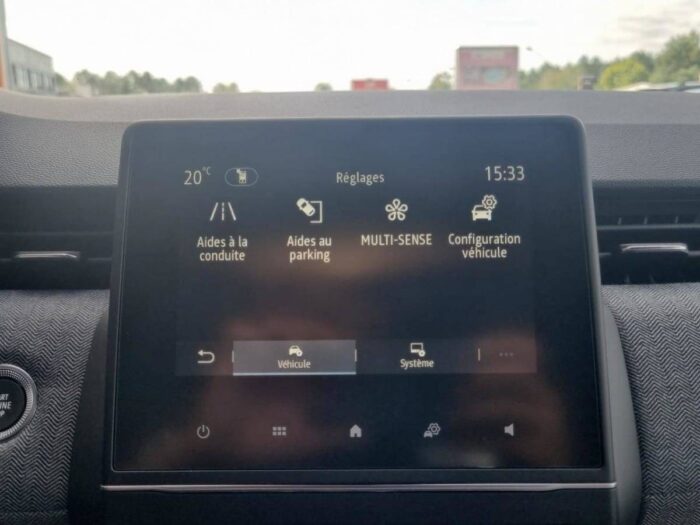 20°C
Réglages
15:33
Aides à la
conduite
Aides au
parking
MULTI-SENSE
Configuration
véhicule
Véhicule
Système